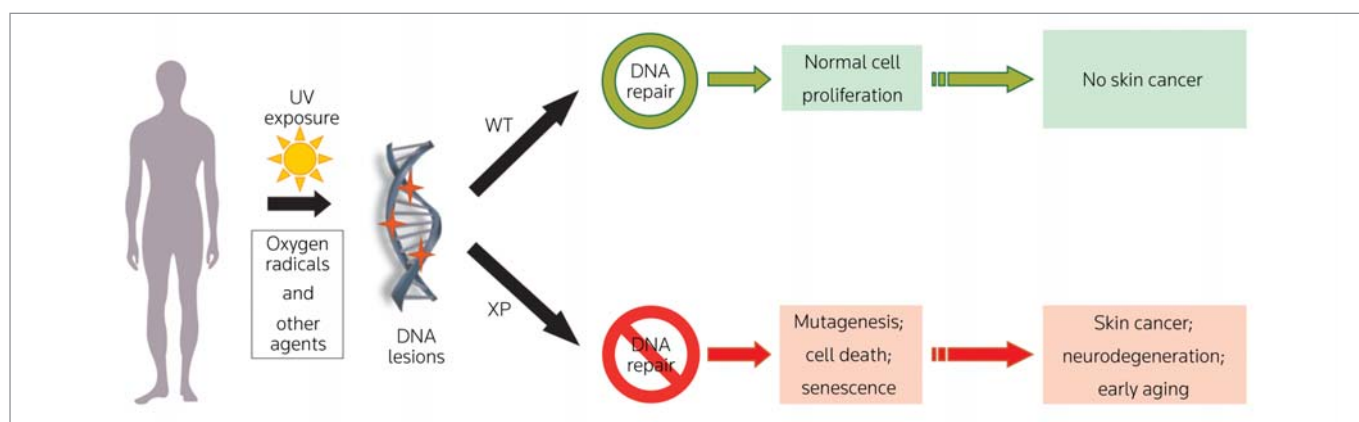 UV
exposure
Oxygen
radicals
and
other
agents
DNA
lesions
WT
DNA
repair
Normal cell
proliferation
No skin cancer
XP
DNA
repair
Mutagenesis;
cell death;
senescence
Skin cancer;
neurodegeneration;
early aging